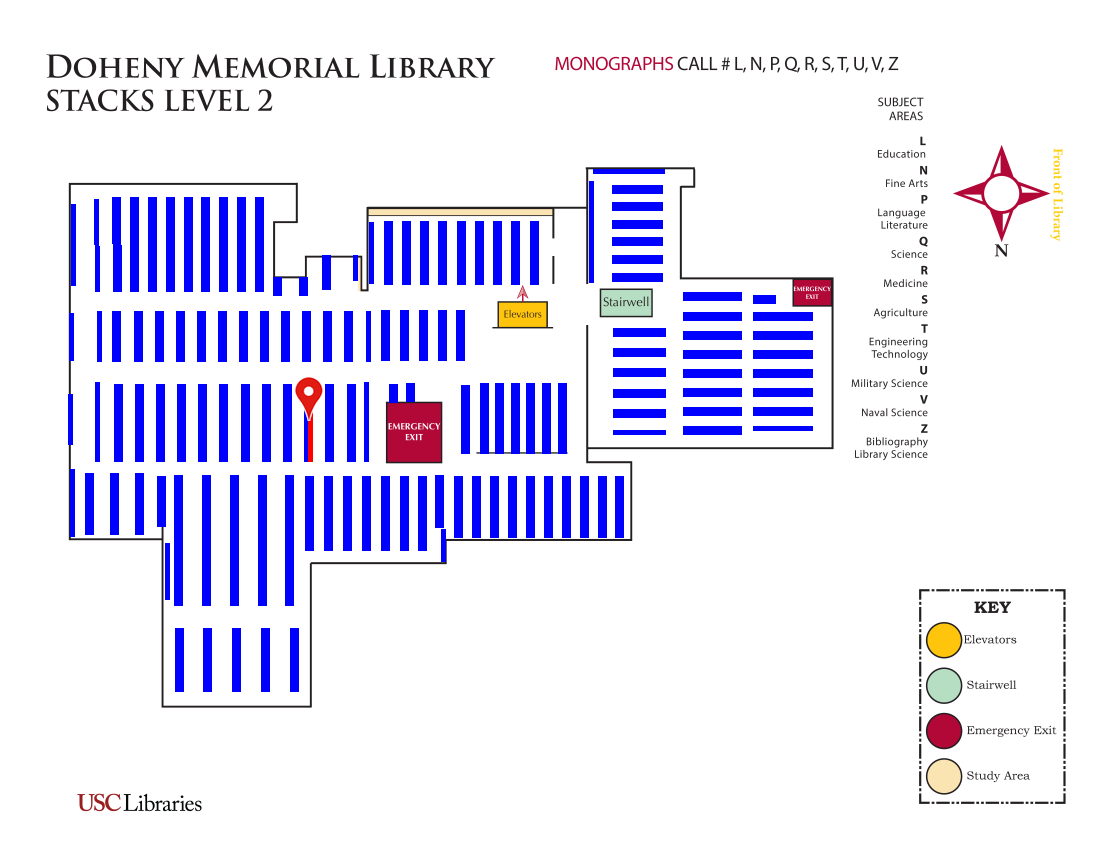 DOHENY MEMORIAL LIBRARY
STACKS LEVEL 2
MONOGRAPHS CALL # L, N, P, Q, R, S, T, U, V, Z
SUBJECT
AREAS
L
Education
N
Fine Arts
P
Language
Literature
Q
Science
R
Medicine
S
Agriculture
T
Engineering
Technology
U
Military Science
V
Naval Science
Z
Bibliography
Library Science
Front of Library
N
EMERGENCY
EXIT
Stairwell
Elevators
EMERGENCY
EXIT
KEY
Elevators
Stairwell
Emergency Exit
Study Area
USC Libraries